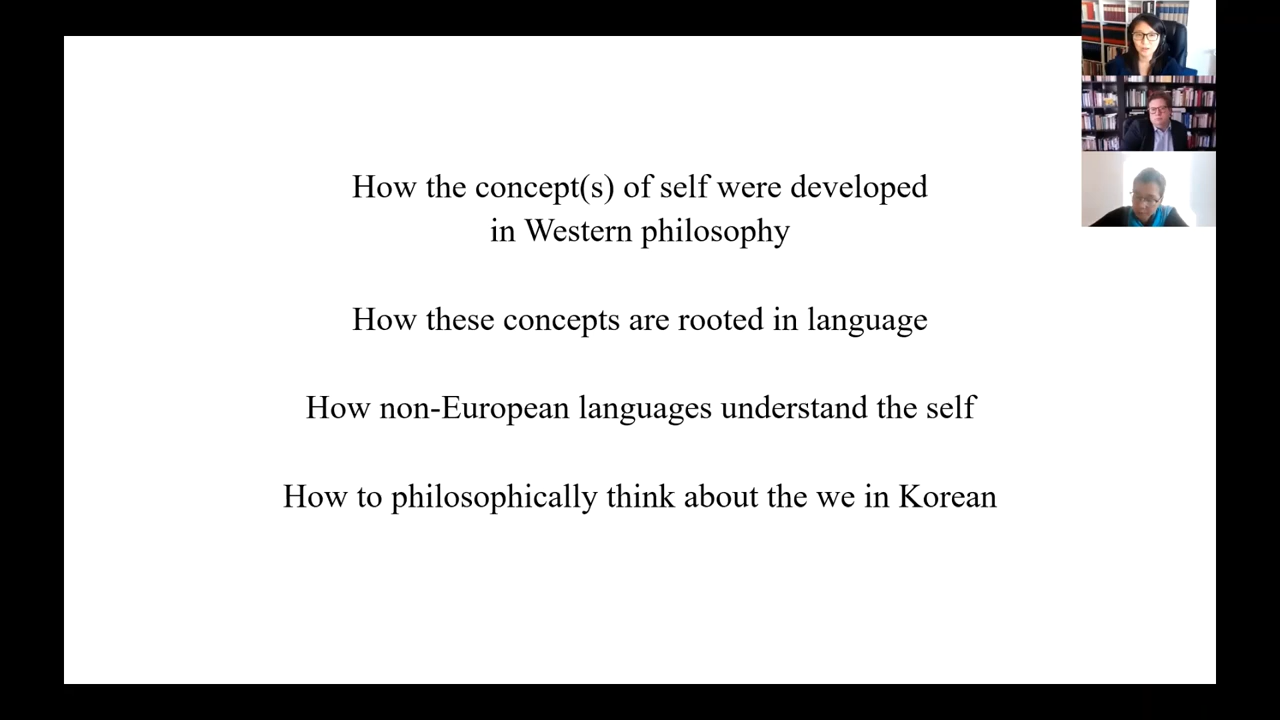 How the concept(s) of self were developed
in Western philosophy
How these concepts are rooted in language
How non-European languages understand the self
How to philosophically think about the we in Korean